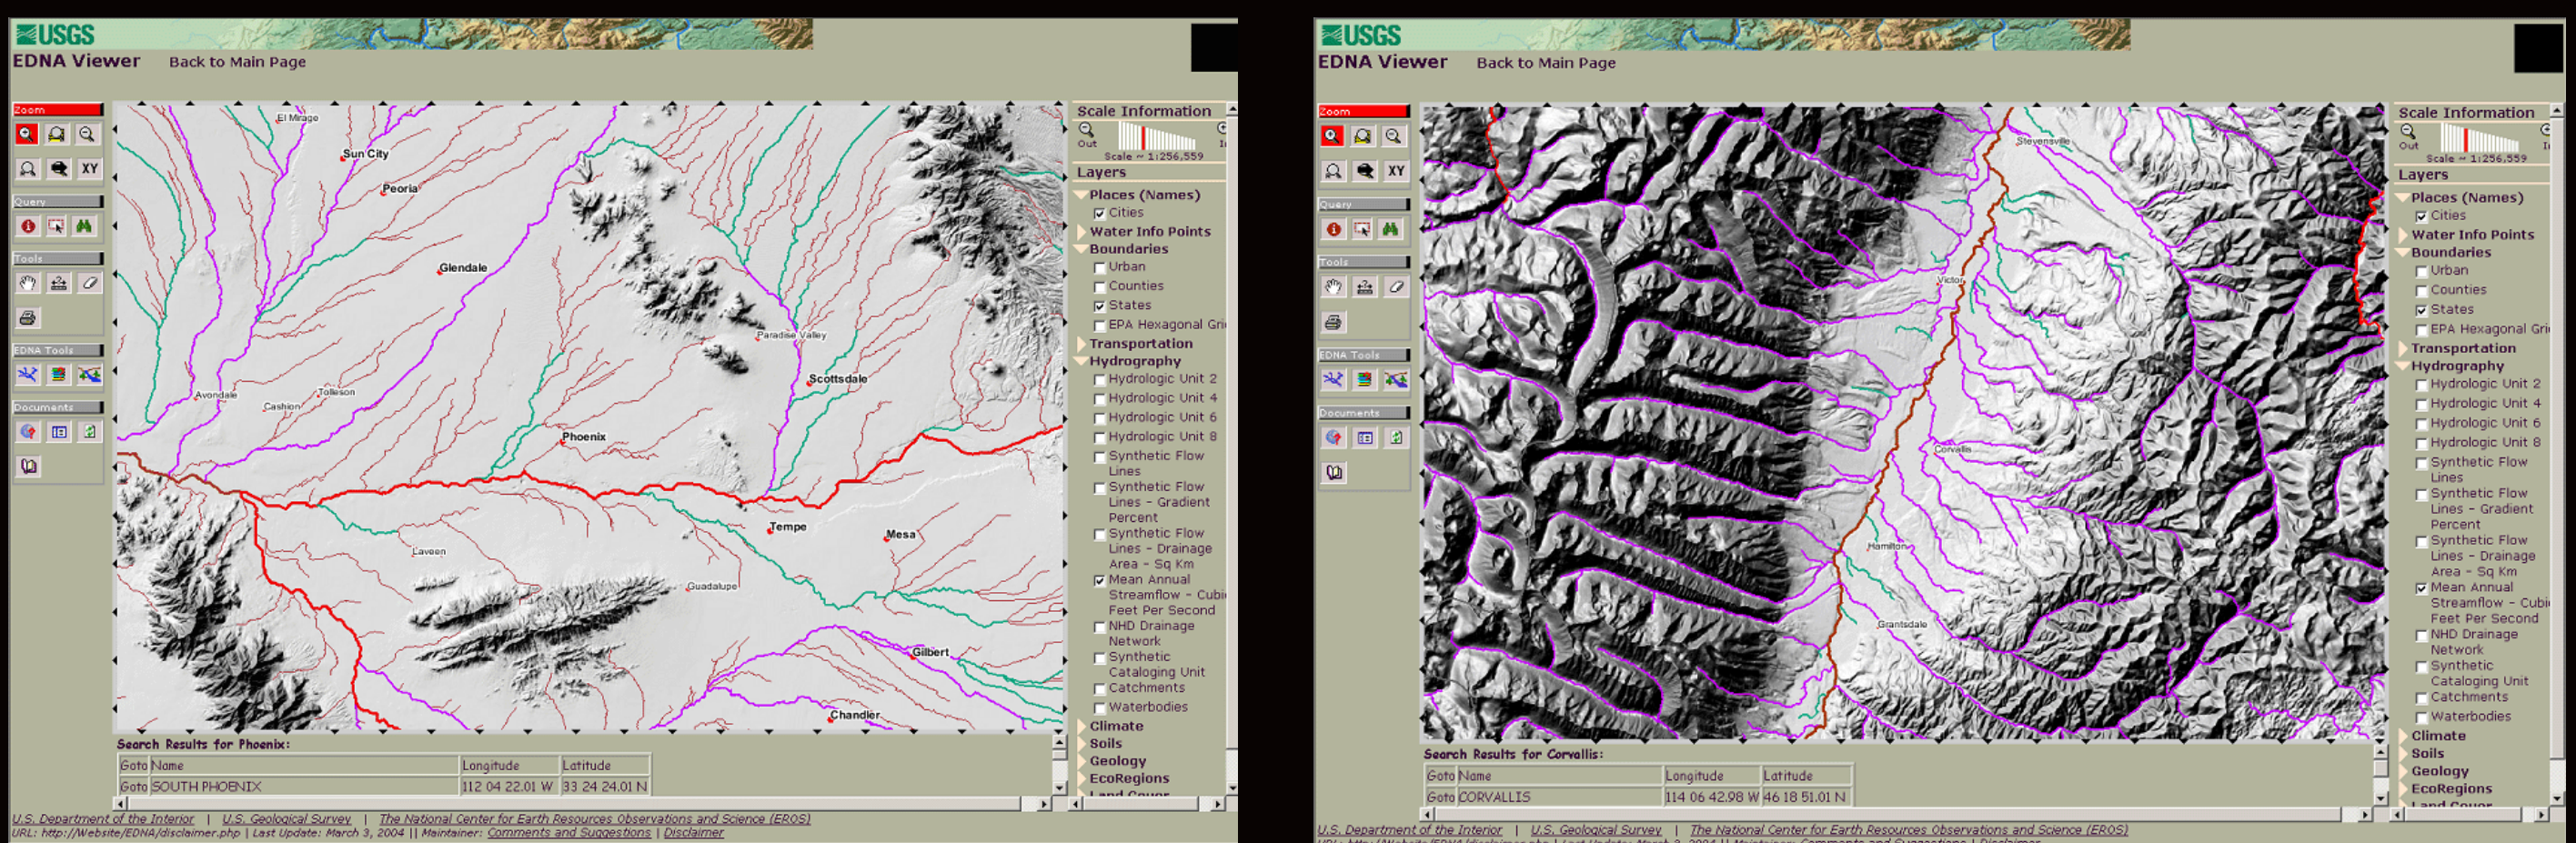 USGS
EDNA Viewer Back to Main Page
Zoom
XY
Query
Tools
EDNA Tools
Documents
El Mirage
Sun City
Peoria
Glendale
Paradise Valley
Scottsdale
Avondale
Tolleson
Cashion
Phoenix
Tempe
Mesa
Laveen
Guadalupe
Gilbert
Chandler
Scale Information
Out
Scale ~ 1:256,559
Layers
Places (Names)
Cities
Water Info Points
Boundaries
Urban
Counties
States
EPA Hexagonal Gri
Transportation
Hydrography
Hydrologic Unit 2
Hydrologic Unit 4
Hydrologic Unit 6
Hydrologic Unit 8
Synthetic Flow
Lines
Synthetic Flow
Lines - Gradient
Percent
Synthetic Flow
Lines - Drainage
Area - Sq Km
Mean Annual
Streamflow - Cubi
Feet Per Second
NHD Drainage
Network
Synthetic
Cataloging Unit
Catchments
Waterbodies
Climate
Soils
Geology
EcoRegions
Land Cover
Search Results for Phoenix:
Goto Name Longitude Latitude
Goto SOUTH PHOENIX 112 04 22.01 W 33 24 24.01 N
U.S. Department of the Interior | U.S. Geological Survey | The National Center for Earth Resources Observations and Science (EROS)
URL: http://Website/EDNA/disclaimer.php | Last Update: March 3, 2004 || Maintainer: Comments and Suggestions | Disclaimer
USGS
EDNA Viewer Back to Main Page
Zoom
XY
Query
Tools
EDNA Tools
Documents
Stevensville
Victor
Corvallis
Hamilton
Grantsdale
Scale Information
Out
Scale ~ 1:256,559
Layers
Places (Names)
Cities
Water Info Points
Boundaries
Urban
Counties
States
EPA Hexagonal Gri
Transportation
Hydrography
Hydrologic Unit 2
Hydrologic Unit 4
Hydrologic Unit 6
Hydrologic Unit 8
Synthetic Flow
Lines
Synthetic Flow
Lines - Gradient
Percent
Synthetic Flow
Lines - Drainage
Area - Sq Km
Mean Annual
Streamflow - Cubi
Feet Per Second
NHD Drainage
Network
Synthetic
Cataloging Unit
Catchments
Waterbodies
Climate
Soils
Geology
EcoRegions
Land Cover
Search Results for Corvallis:
Goto Name Longitude Latitude
Goto CORVALLIS 114 06 42.98 W 46 18 51.01 N
U.S. Department of the Interior | U.S. Geological Survey | The National Center for Earth Resources Observations and Science (EROS)